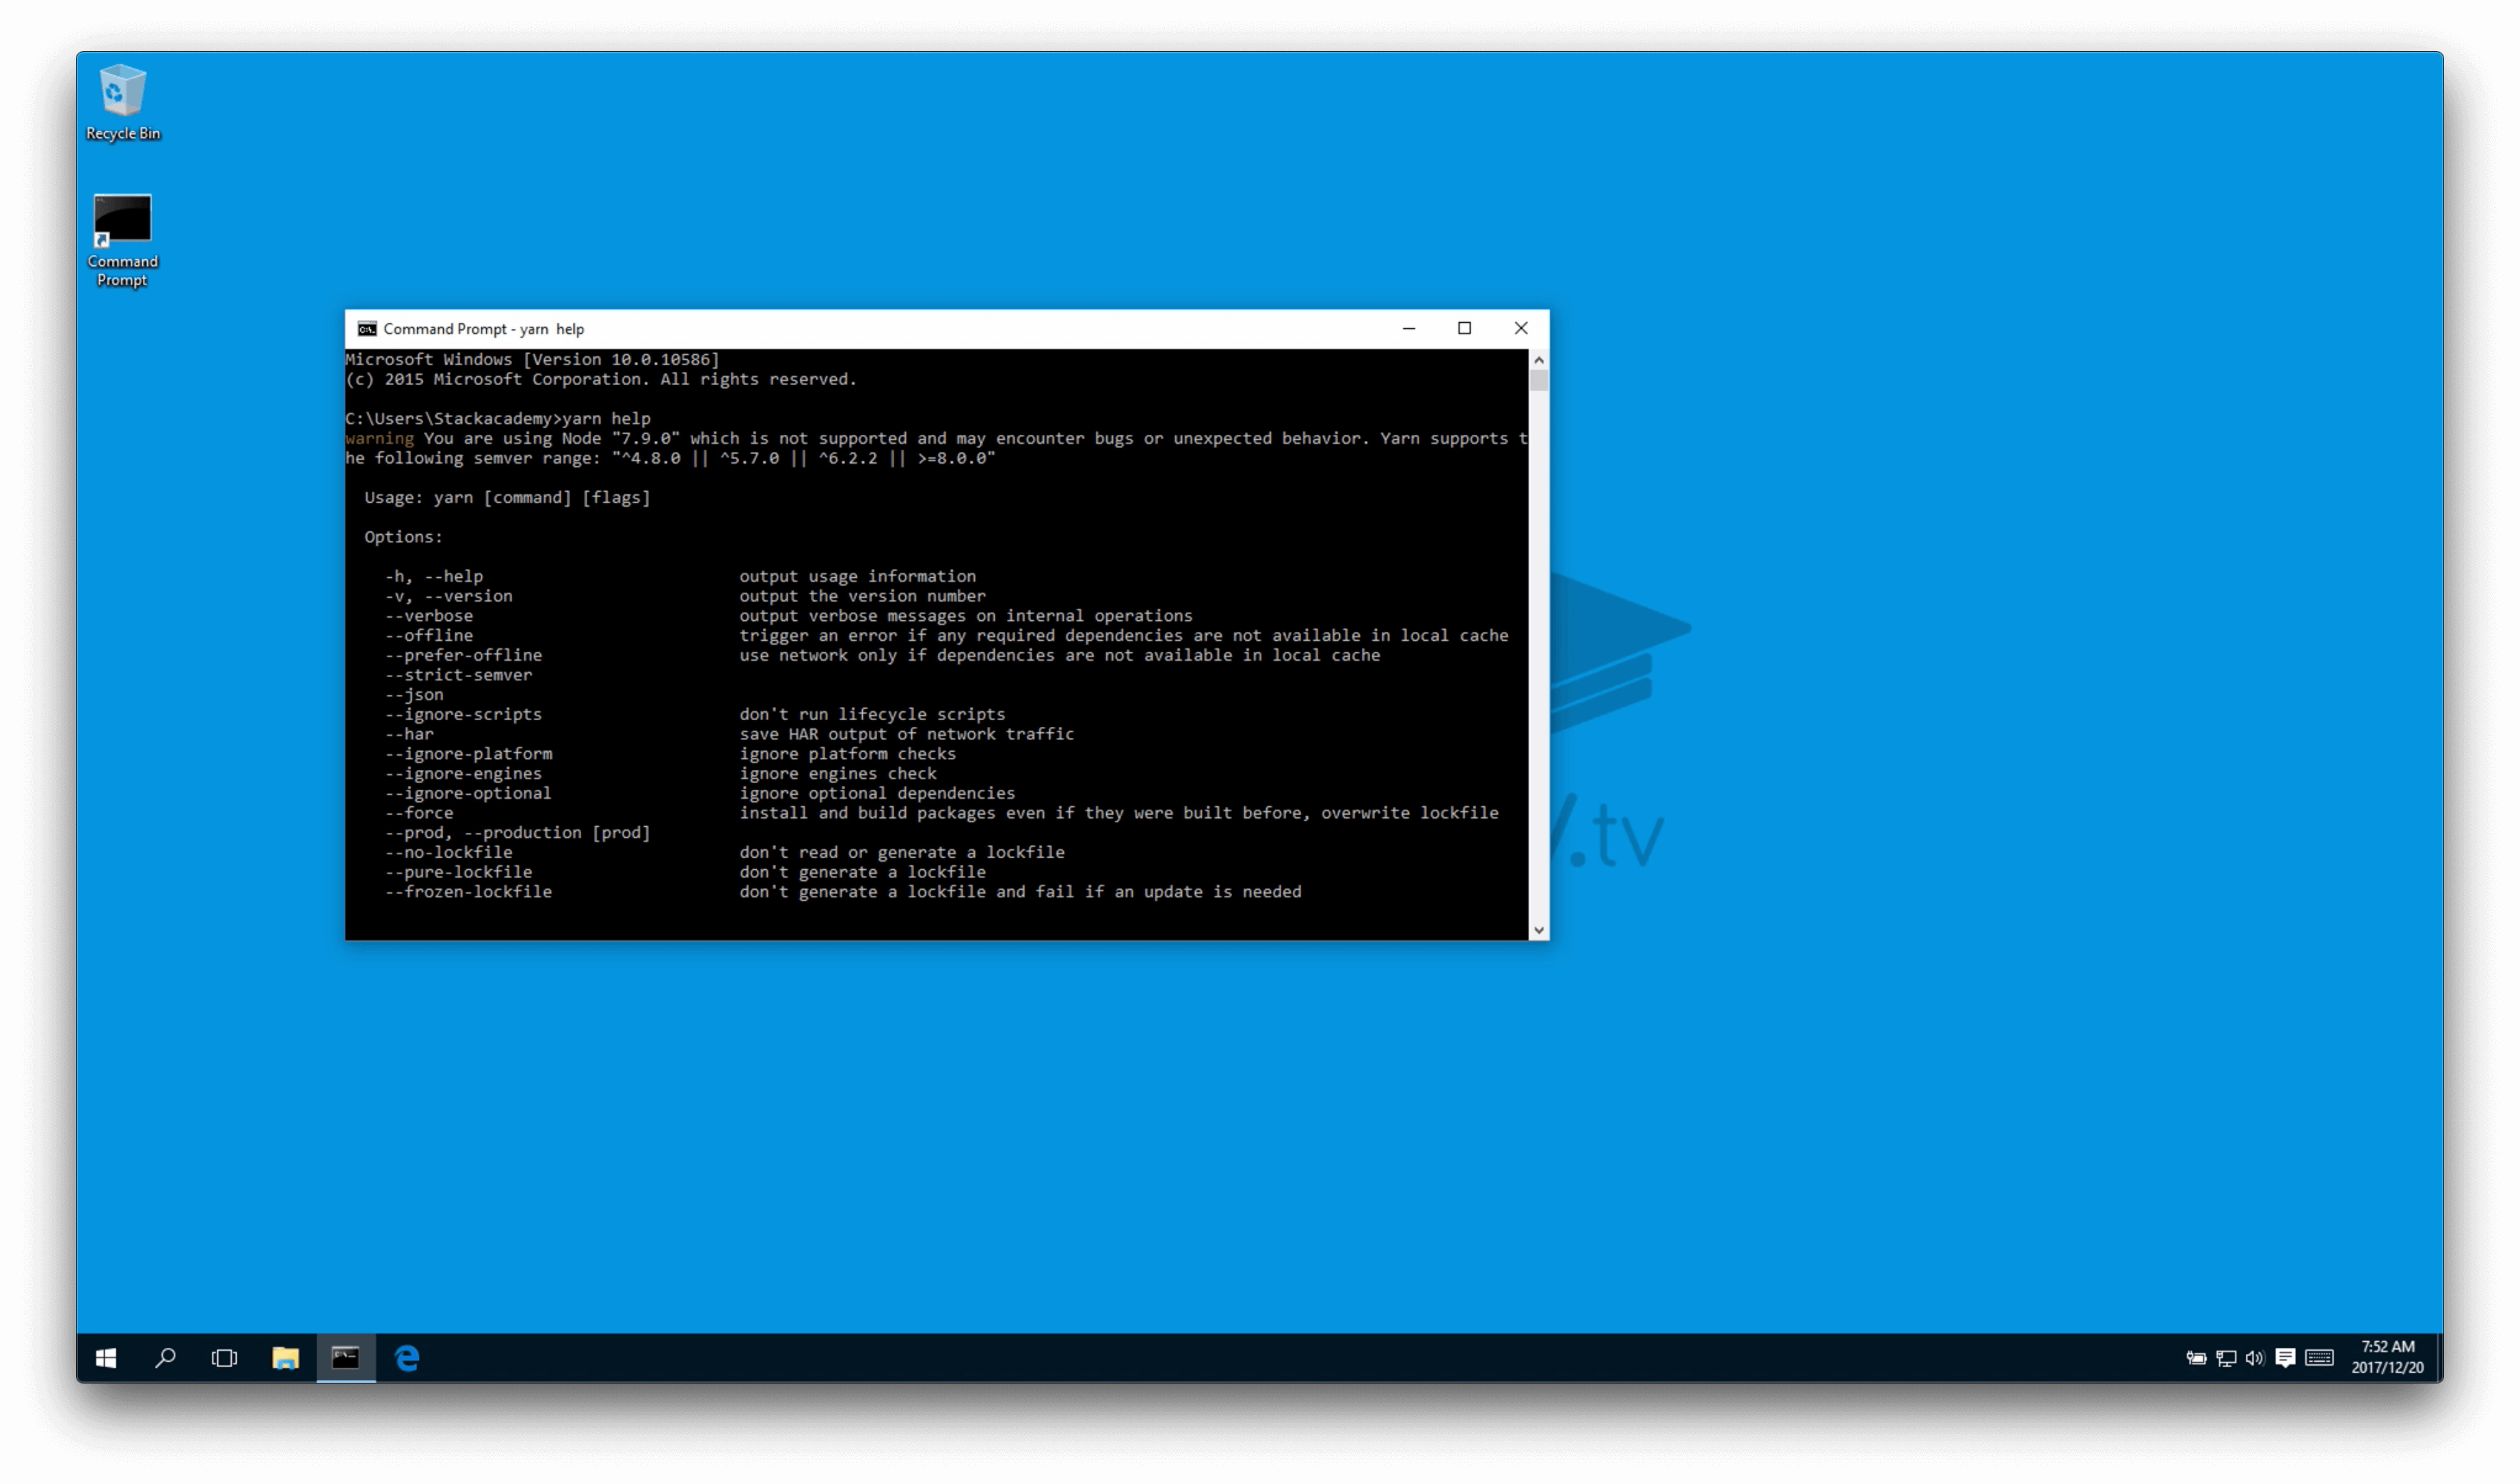 Recycle Bin
Command
Prompt
Command Prompt - yarn  help
Microsoft Windows [Version 10.0.10586]
(c) 2015 Microsoft Corporation. All rights reserved.
C:\Users\Stackacademy>yarn help
warning You are using Node "7.9.0" which is not supported and may encounter bugs or unexpected behavior. Yarn supports t
he following semver range: "^4.8.0 || ^5.7.0 || ^6.2.2 || >=8.0.0"
Usage: yarn [command] [flags]
Options:
-h, --help output usage information
-v, --version output the version number
--verbose output verbose messages on internal operations
--offline trigger an error if any required dependencies are not available in local cache
--prefer-offline use network only if dependencies are not available in local cache
--strict-semver
--json
--ignore-scripts don't run lifecycle scripts
--har save HAR output of network traffic
--ignore-platform ignore platform checks
--ignore-engines ignore engines check
--ignore-optional ignore optional dependencies
--force install and build packages even if they were built before, overwrite lockfile
--prod, --production [prod]
--no-lockfile don't read or generate a lockfile
--pure-lockfile don't generate a lockfile
--frozen-lockfile don't generate a lockfile and fail if an update is needed
.tv
7:52 AM
2017/12/20